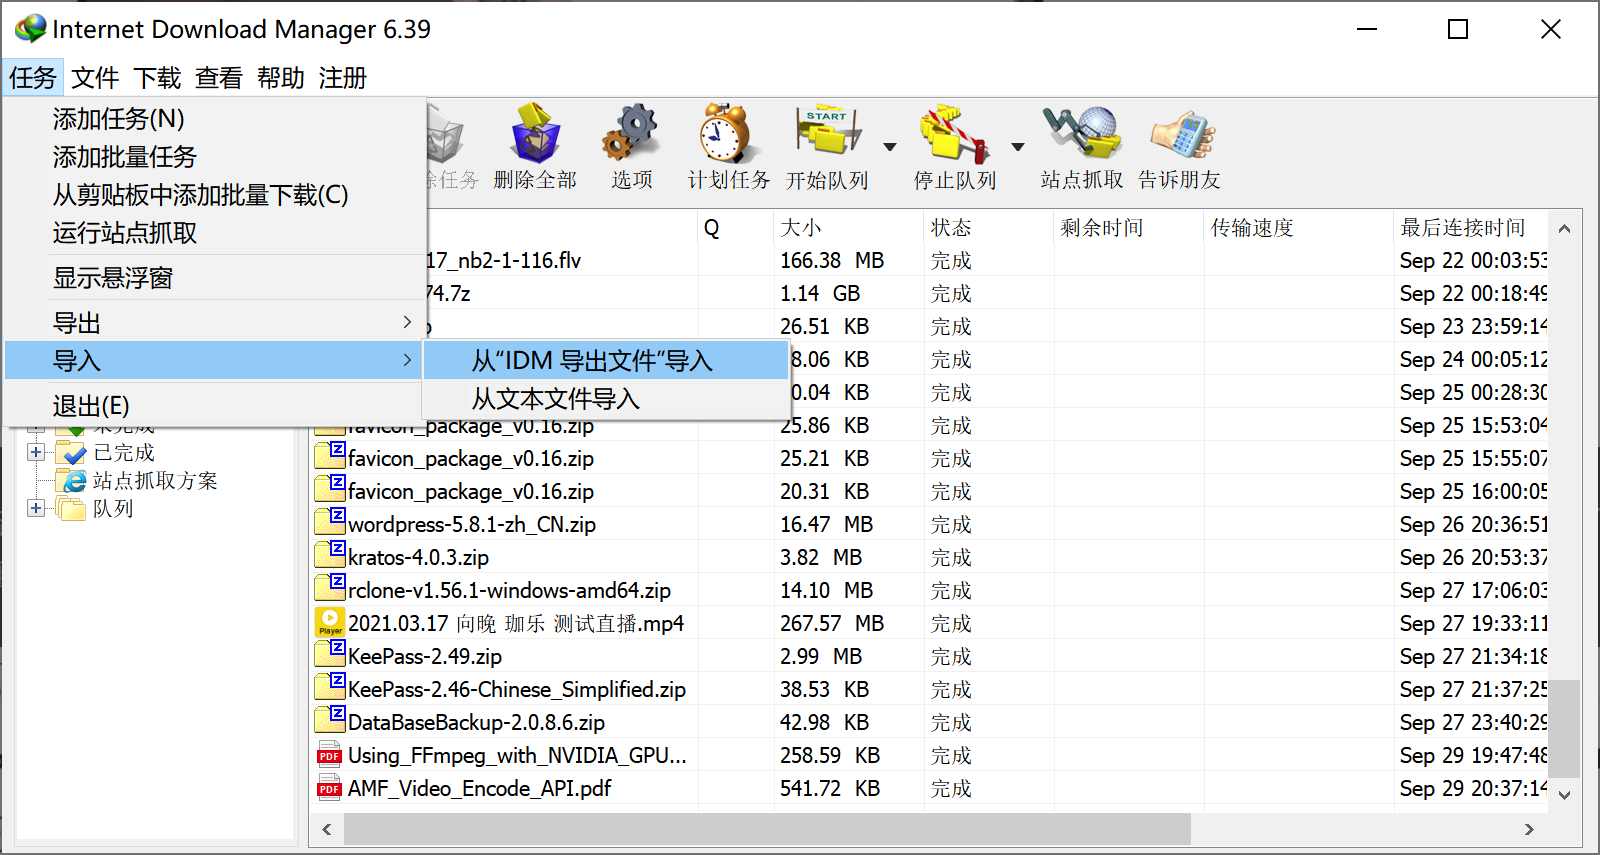 Internet Download Manager 6.39
任务 文件 下载 查看 帮助 注册
添加任务(N)
添加批量任务
从剪贴板中添加批量下载(C)
运行站点抓取
显示悬浮窗
导出
导入
退出(E)
从“IDM 导出文件”导入
从文本文件导入
除任务 删除全部 选项 计划任务 开始队列 停止队列 站点抓取 告诉朋友
START
Q 大小 状态 剩余时间 传输速度 最后连接时间
17_nb2-1-116.flv 166.38 MB 完成 Sep 22 00:03:53
74.7z 1.14 GB 完成 Sep 22 00:18:49
26.51 KB 完成 Sep 23 23:59:14
8.06 KB 完成 Sep 24 00:05:12
0.04 KB 完成 Sep 25 00:28:30
favicon_package_v0.16.zip 25.86 KB 完成 Sep 25 15:53:04
favicon_package_v0.16.zip 25.21 KB 完成 Sep 25 15:55:07
favicon_package_v0.16.zip 20.31 KB 完成 Sep 25 16:00:05
wordpress-5.8.1-zh_CN.zip 16.47 MB 完成 Sep 26 20:36:51
kratos-4.0.3.zip 3.82 MB 完成 Sep 26 20:53:37
rclone-v1.56.1-windows-amd64.zip 14.10 MB 完成 Sep 27 17:06:03
Player 2021.03.17 向晚 珈乐 测试直播.mp4 267.57 MB 完成 Sep 27 19:33:11
KeePass-2.49.zip 2.99 MB 完成 Sep 27 21:34:18
KeePass-2.46-Chinese_Simplified.zip 38.53 KB 完成 Sep 27 21:37:25
DataBaseBackup-2.0.8.6.zip 42.98 KB 完成 Sep 27 23:40:29
PDF Using_FFmpeg_with_NVIDIA_GPU... 258.59 KB 完成 Sep 29 19:47:48
PDF AMF_Video_Encode_API.pdf 541.72 KB 完成 Sep 29 20:37:14
未完成
已完成
站点抓取方案
队列